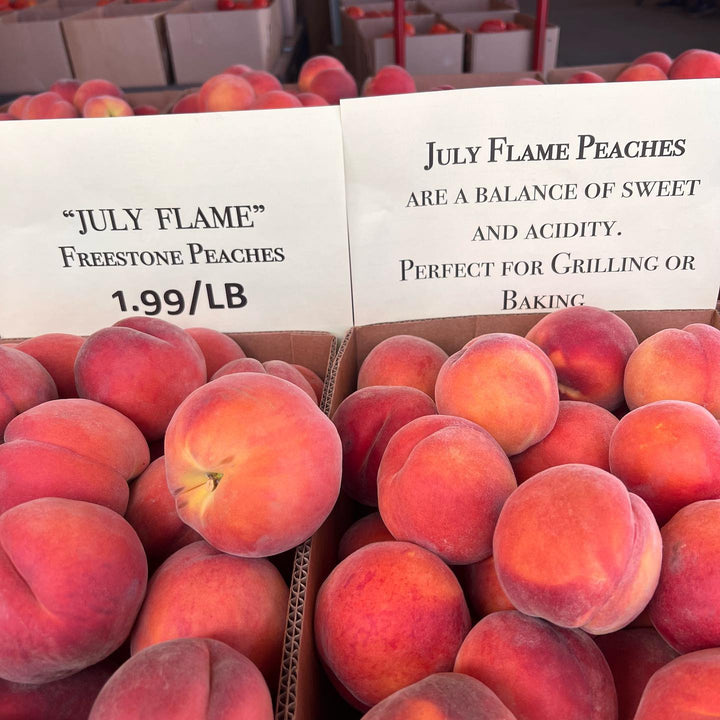 “JULY FLAME”
FREESTONE PEACHES
1.99/LB
JULY FLAME PEACHES
ARE A BALANCE OF SWEET
AND ACIDITY.
PERFECT FOR GRILLING OR
BAKING